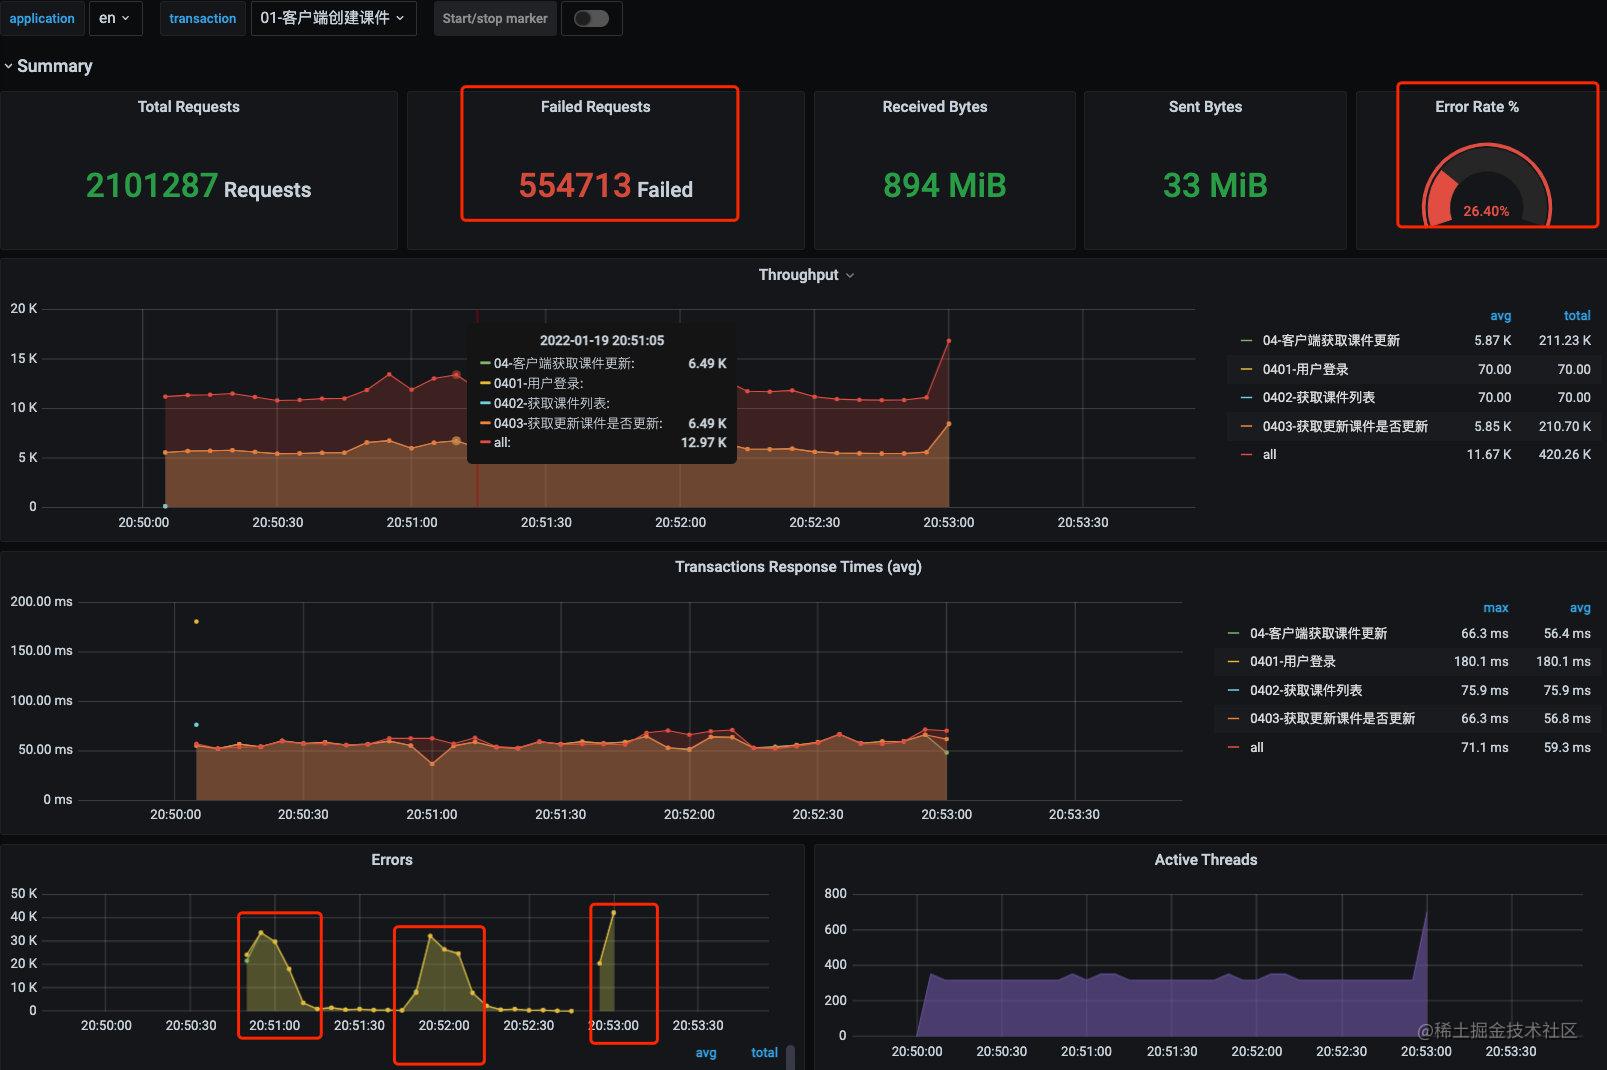 application en transaction 01-客户端创建课件 Start/stop marker
Summary
Total Requests
2101287 Requests
Failed Requests
554713 Failed
Received Bytes
894 MiB
Sent Bytes
33 MiB
Error Rate %
26.40%
Throughput
20 K
15 K
10 K
5 K
0
20:50:00 20:50:30 20:51:00 20:51:30 20:52:00 20:52:30 20:53:00 20:53:30
2022-01-19 20:51:05
04-客户端获取课件更新: 6.49 K
0401-用户登录:
0402-获取课件列表:
0403-获取更新课件是否更新: 6.49 K
all: 12.97 K
avg total
04-客户端获取课件更新 5.87 K 211.23 K
0401-用户登录 70.00 70.00
0402-获取课件列表 70.00 70.00
0403-获取更新课件是否更新 5.85 K 210.70 K
all 11.67 K 420.26 K
Transactions Response Times (avg)
200.00 ms
150.00 ms
100.00 ms
50.00 ms
0 ms
20:50:00 20:50:30 20:51:00 20:51:30 20:52:00 20:52:30 20:53:00 20:53:30
max avg
04-客户端获取课件更新 66.3 ms 56.4 ms
0401-用户登录 180.1 ms 180.1 ms
0402-获取课件列表 75.9 ms 75.9 ms
0403-获取更新课件是否更新 66.3 ms 56.8 ms
all 71.1 ms 59.3 ms
Errors
50 K
40 K
30 K
20 K
10 K
0
20:50:00 20:50:30 20:51:00 20:51:30 20:52:00 20:52:30 20:53:00 20:53:30
avg total
Active Threads
800
600
400
200
0
20:50:00 20:50:30 20:51:00 20:51:30 20:52:00 20:52:30 20:53:00 20:53:30
@稀土掘金技术社区